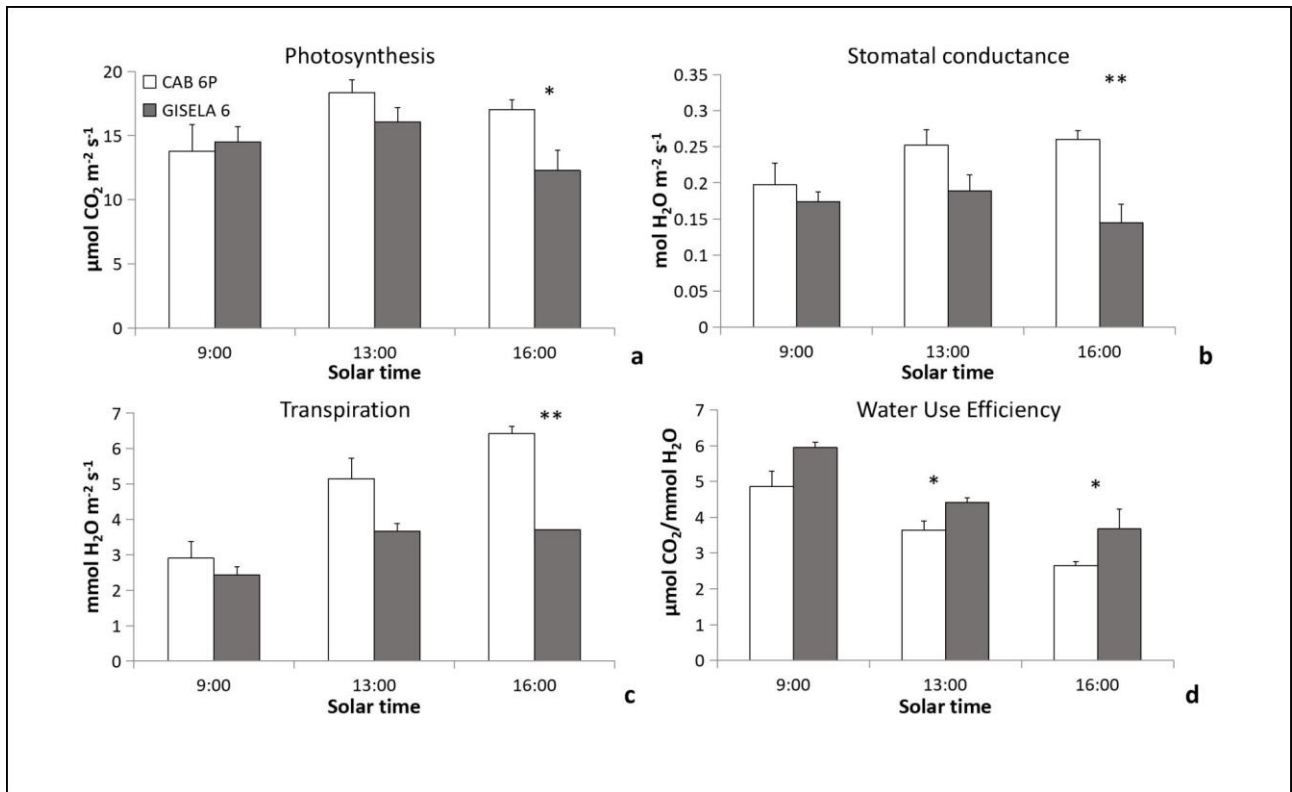 Photosynthesis
20
15
10
5
0
µmol CO₂ m⁻² s⁻¹
CAB 6P
GISELA 6
*
9:00 13:00 16:00
Solar time
a
Stomatal conductance
0.35
0.3
0.25
0.2
0.15
0.1
0.05
0
mol H₂O m⁻² s⁻¹
**
9:00 13:00 16:00
Solar time
b
Transpiration
7
6
5
4
3
2
1
0
mmol H₂O m⁻² s⁻¹
**
9:00 13:00 16:00
Solar time
c
Water Use Efficiency
7
6
5
4
3
2
1
0
µmol CO₂/mmol H₂O
* *
9:00 13:00 16:00
Solar time
d